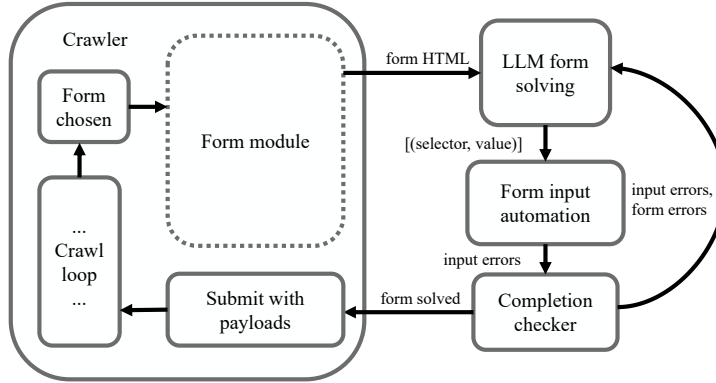 Crawler
Form
chosen
Form module
...
Crawl
loop
...
Submit with
payloads
form HTML
LLM form
solving
[(selector, value)]
Form input
automation
input errors,
form errors
input errors
form solved
Completion
checker